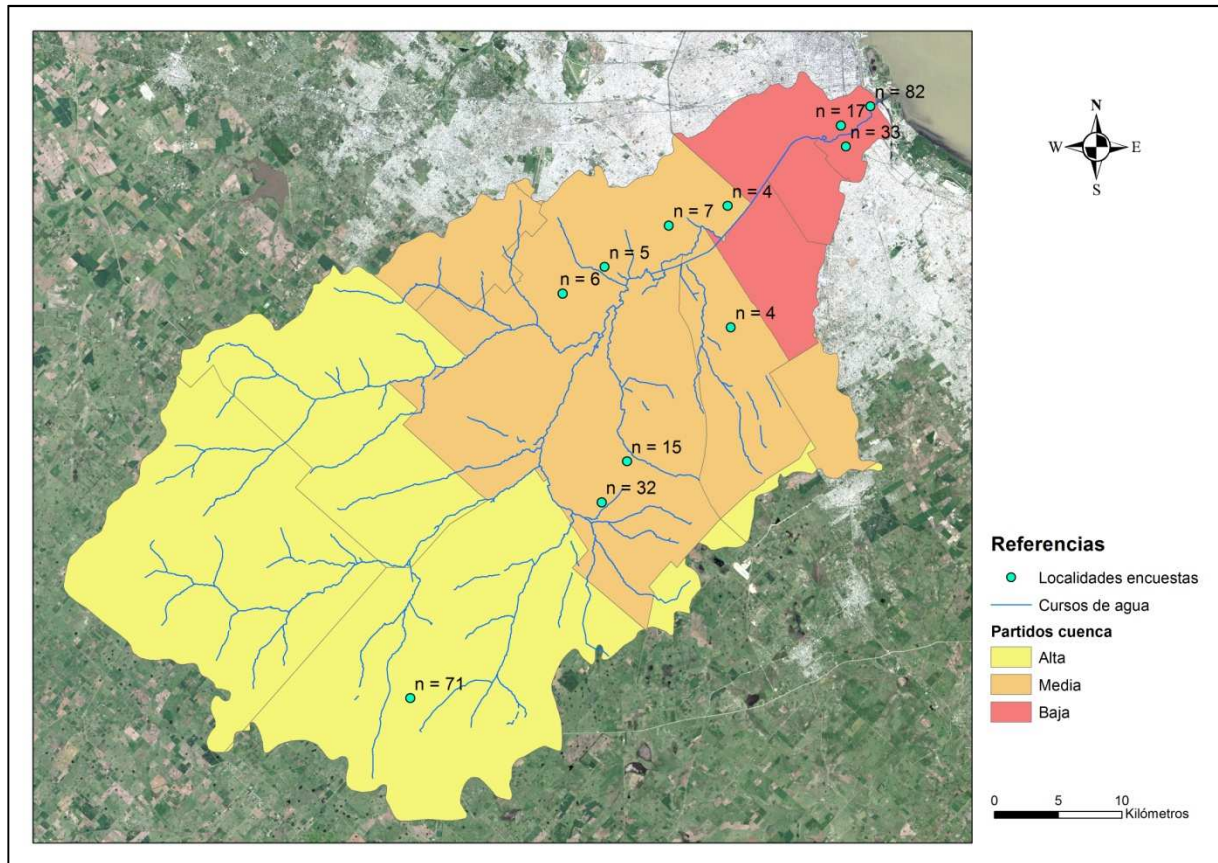 n = 82
n = 17
n = 33
n = 4
n = 7
n = 5
n = 6
n = 4
n = 15
n = 32
n = 71
N
W
E
S
Referencias
Localidades encuestas
Cursos de agua
Partidos cuenca
Alta
Media
Baja
0 5 10
Kilómetros